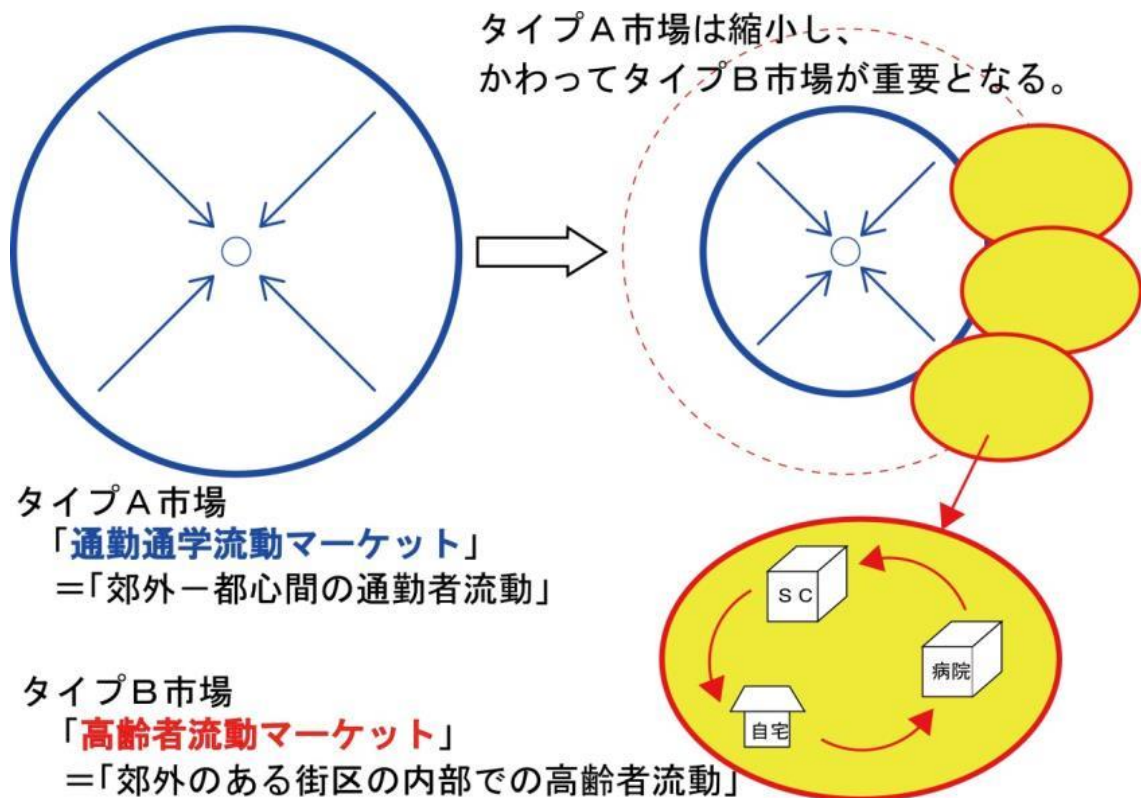 タイプA市場は縮小し、
かわってタイプB市場が重要となる。
タイプA市場
「通勤通学流動マーケット」
＝「郊外－都心間の通勤者流動」
タイプB市場
「高齢者流動マーケット」
＝「郊外のある街区の内部での高齢者流動」
SC
病院
自宅